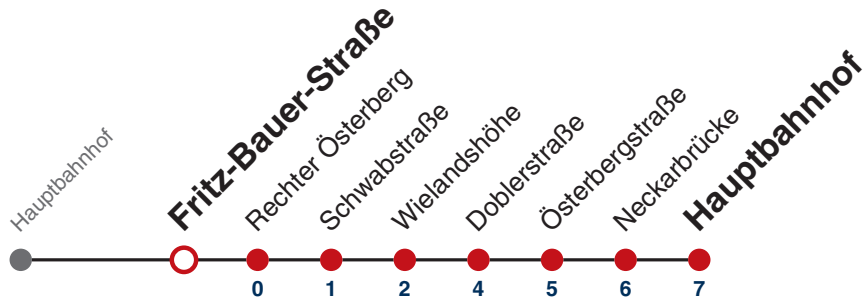 Hauptbahnhof
Fritz-Bauer-Straße
Rechter Österberg
Schwabstraße
Wielandshöhe
Doblerstraße
Österbergstraße
Neckarbrücke
Hauptbahnhof
0 1 2 4 5 6 7